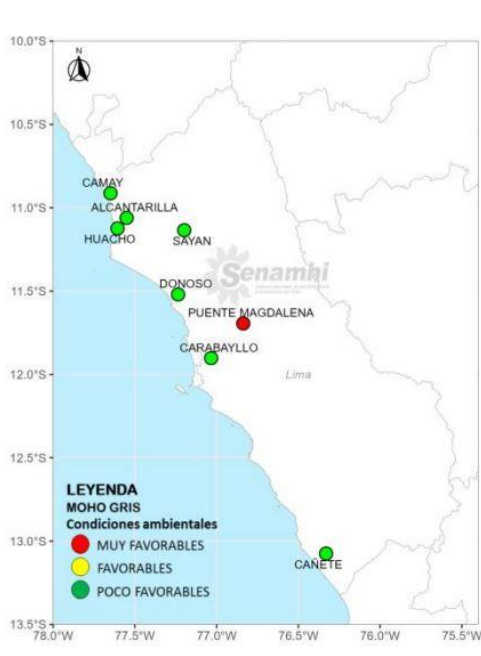 10.0°S
N
10.5°S
CAMAY
ALCANTARILLA
11.0°S
HUACHO
SAYAN
Senamhi
11.5°S
DONOSO
PUENTE MAGDALENA
CARABAYLLO
12.0°S
Lima
12.5°S
LEYENDA
MOHO GRIS
Condiciones ambientales
13.0°S
MUY FAVORABLES
CAÑETE
FAVORABLES
POCO FAVORABLES
13.5°S
78.0°W 77.5°W 77.0°W 76.5°W 76.0°W 75.5°W